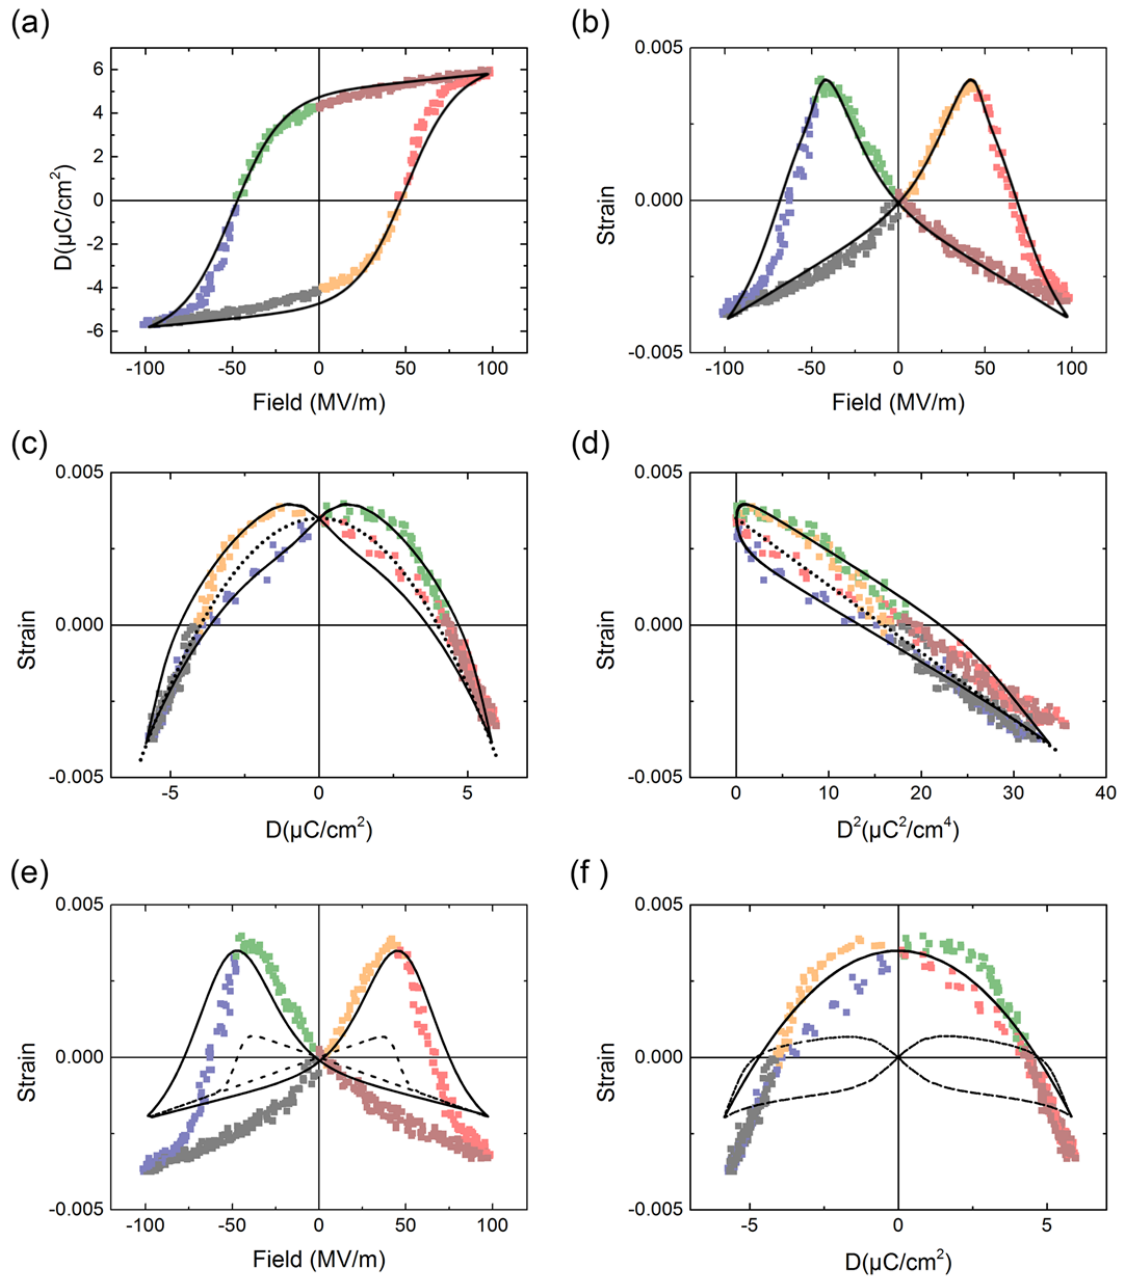 (a)
6
4
2
0
-2
-4
-6
D(μC/cm²)
-100 -50 0 50 100
Field (MV/m)
(b)
0.005
0.000
-0.005
Strain
-100 -50 0 50 100
Field (MV/m)
(c)
0.005
0.000
-0.005
Strain
-5 0 5
D(μC/cm²)
(d)
0.005
0.000
-0.005
Strain
0 10 20 30 40
D²(μC²/cm⁴)
(e)
0.005
0.000
-0.005
Strain
-100 -50 0 50 100
Field (MV/m)
(f )
0.005
0.000
-0.005
Strain
-5 0 5
D(μC/cm²)